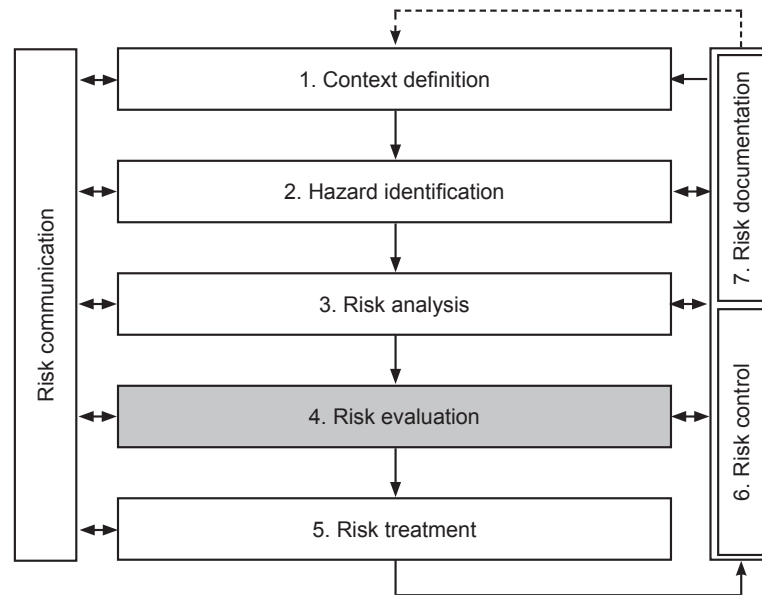 1. Context definition
2. Hazard identification
3. Risk analysis
4. Risk evaluation
5. Risk treatment
Risk communication
7. Risk documentation
6. Risk control